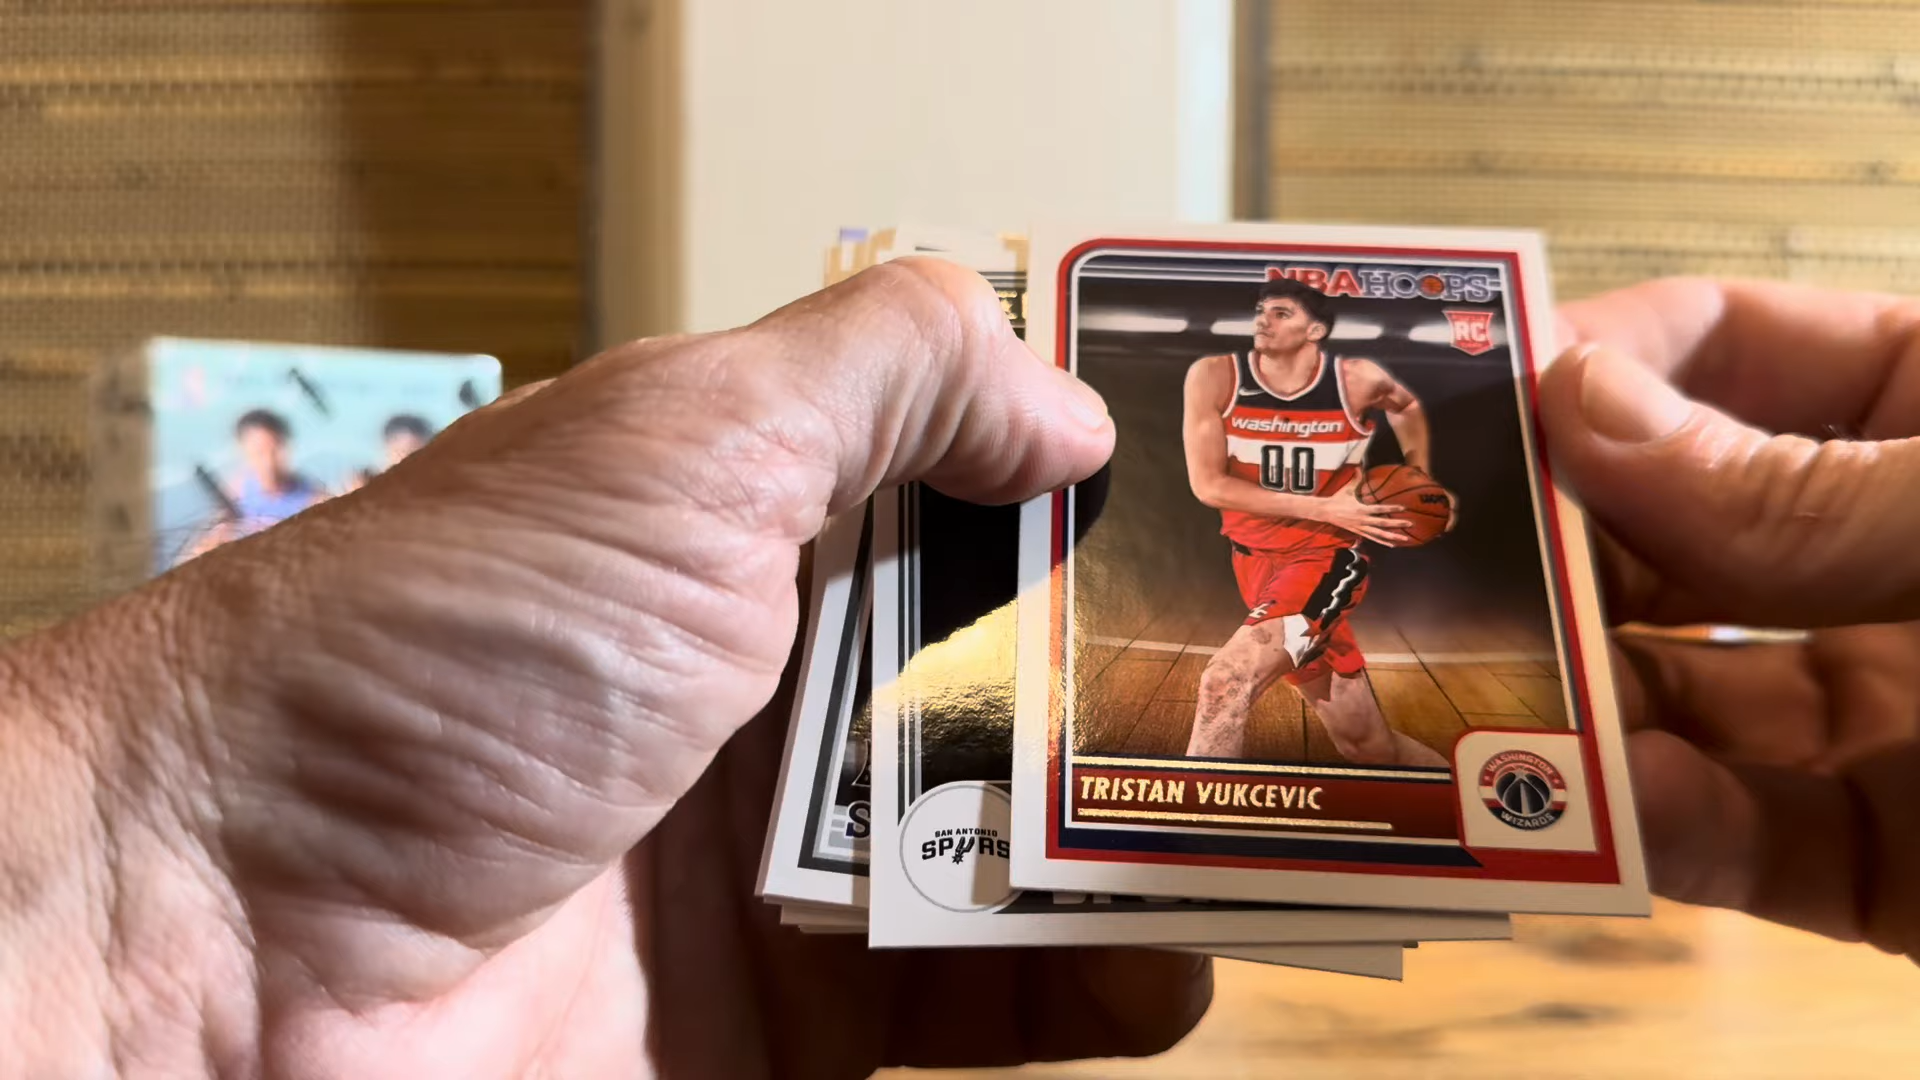 NBA HOOPS
RC
washington
00
TRISTAN VUKCEVIC
WASHINGTON
WIZARDS
SAN ANTONIO
SPURS